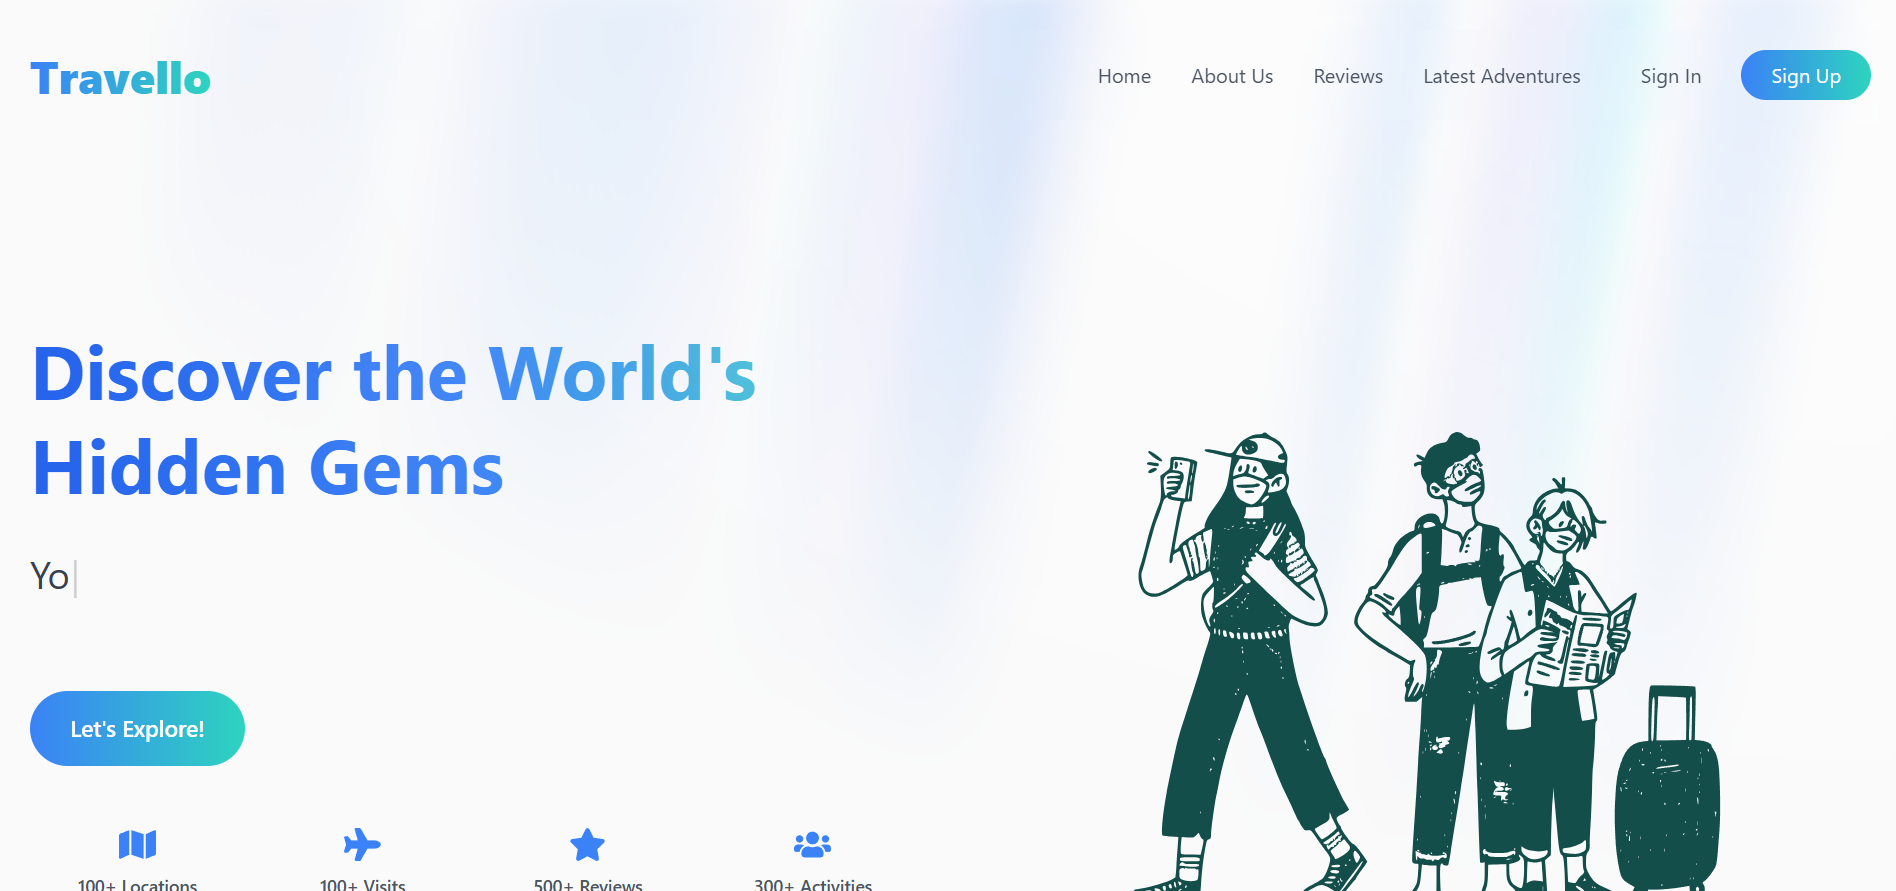 Travello
Home About Us Reviews Latest Adventures Sign In Sign Up
Discover the World's
Hidden Gems
Yo
Let's Explore!
100+ Locations 100+ Visits 500+ Reviews 300+ Activities